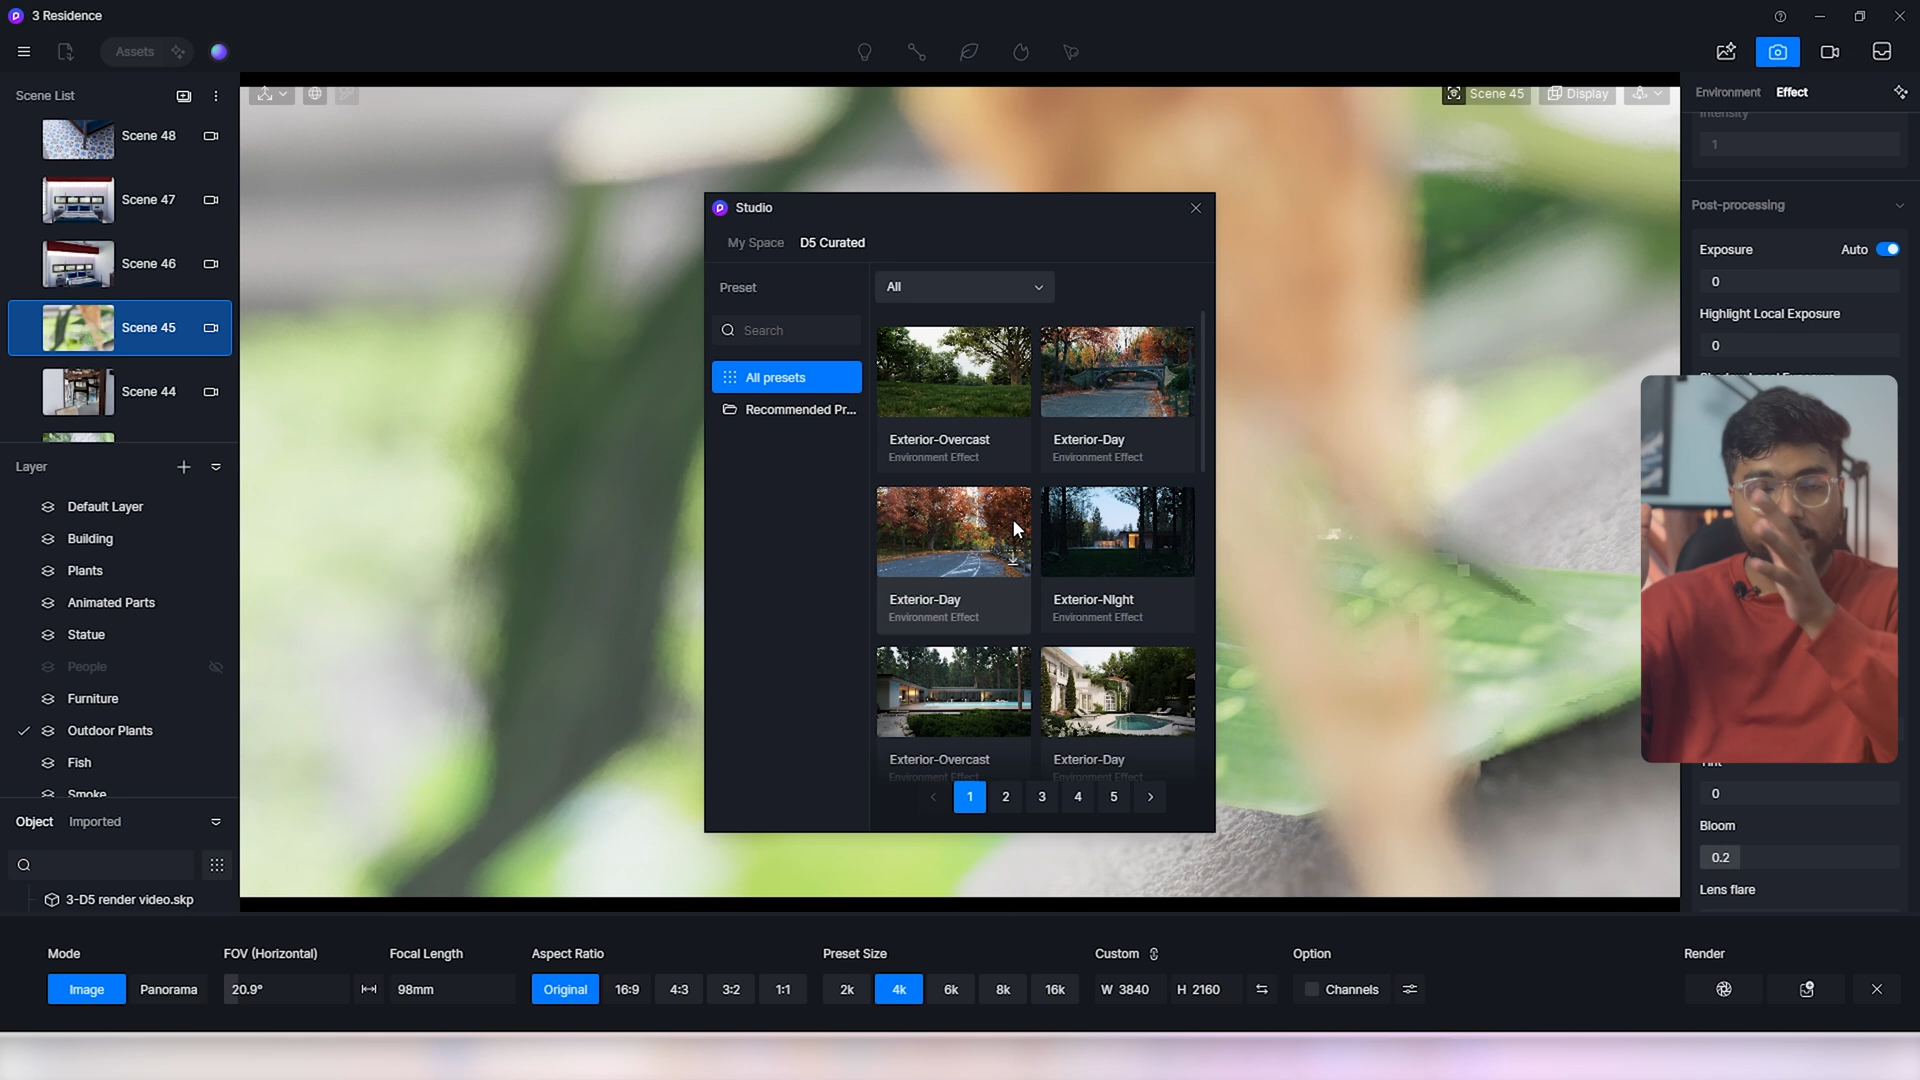 3 Residence
Assets
Scene List
Scene 48
Scene 47
Scene 46
Scene 45
Scene 44
Layer
Default Layer
Building
Plants
Animated Parts
Statue
People
Furniture
Outdoor Plants
Fish
Smoke
Object Imported
3-D5 render video.skp
Scene 45 Display
Studio
My Space D5 Curated
Preset
Search
All presets
Recommended Pr...
All
Exterior-Overcast
Environment Effect
Exterior-Day
Environment Effect
Exterior-Day
Environment Effect
Exterior-NIght
Environment Effect
Exterior-Overcast
Environment Effect
Exterior-Day
Environment Effect
1 2 3 4 5
Environment Effect
Intensity
1
Post-processing
Exposure Auto
0
Highlight Local Exposure
0
Tint
0
Bloom
0.2
Lens flare
Mode
Image Panorama
FOV (Horizontal)
20.9°
Focal Length
98mm
Aspect Ratio
Original 16:9 4:3 3:2 1:1
Preset Size
2k 4k 6k 8k 16k
Custom
W 3840 H 2160
Option
Channels
Render